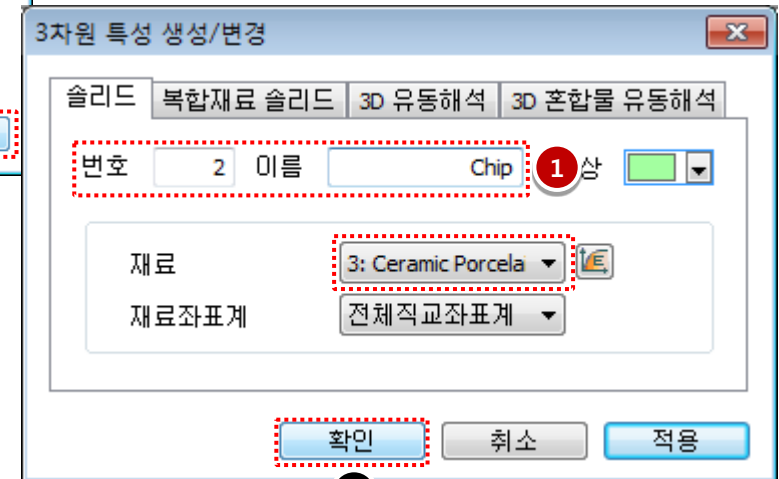 3차원 특성 생성/변경
솔리드 복합재료 솔리드 3D 유동해석 3D 혼합물 유동해석
번호 2 이름 Chip 1 상
재료 3: Ceramic Porcelai
재료좌표계 전체직교좌표계
확인 취소 적용